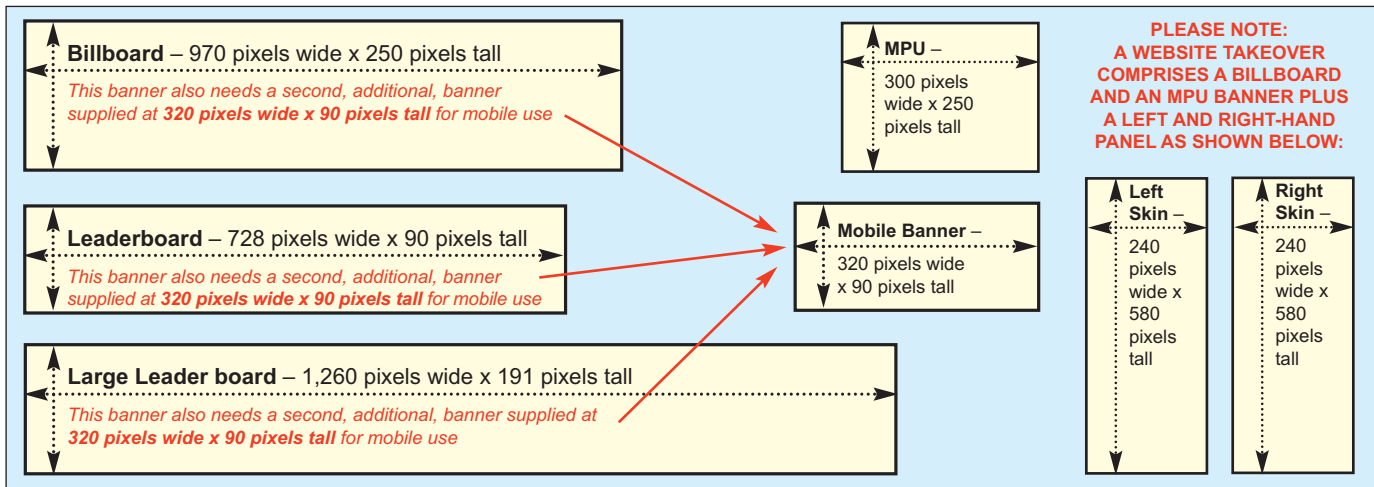 Billboard – 970 pixels wide x 250 pixels tall
This banner also needs a second, additional, banner
supplied at 320 pixels wide x 90 pixels tall for mobile use
MPU –
300 pixels
wide x 250
pixels tall
PLEASE NOTE:
A WEBSITE TAKEOVER
COMPRISES A BILLBOARD
AND AN MPU BANNER PLUS
A LEFT AND RIGHT-HAND
PANEL AS SHOWN BELOW:
Leaderboard – 728 pixels wide x 90 pixels tall
This banner also needs a second, additional, banner
supplied at 320 pixels wide x 90 pixels tall for mobile use
Mobile Banner –
320 pixels wide
x 90 pixels tall
Left
Skin –
240
pixels
wide x
580
pixels
tall
Right
Skin –
240
pixels
wide x
580
pixels
tall
Large Leader board – 1,260 pixels wide x 191 pixels tall
This banner also needs a second, additional, banner supplied at
320 pixels wide x 90 pixels tall for mobile use